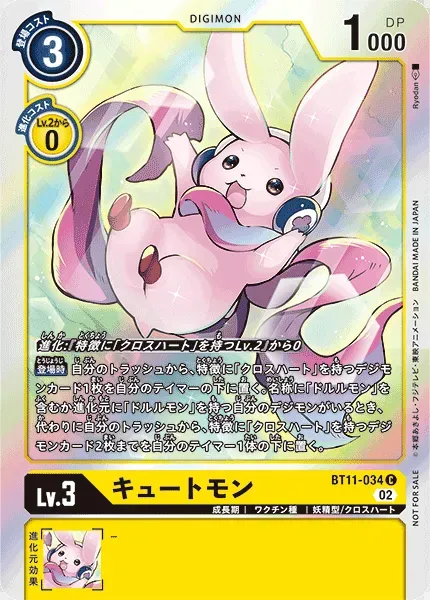 登場コスト
3
DIGIMON
DP
1000
進化コスト
Lv.2から
0
Ryodan
進化:「特徴に「クロスハート」を持つLv.2」から0
登場時 自分のトラッシュから、特徴に「クロスハート」を持つデジ
モンカード1枚を自分のテイマーの下に置く。名称に「ドルルモン」を
含むか進化元に「ドルルモン」を持つ自分のデジモンがいるとき、
代わりに自分のトラッシュから、特徴に「クロスハート」を持つデジ
モンカード2枚までを自分のテイマー1体の下に置く。
BANDAI MADE IN JAPAN
©本郷あきよし・フジテレビ・東映アニメーション
NOT FOR SALE
Lv.3
キュートモン
BT11-034 C
02
成長期 | ワクチン種 | 妖精型/クロスハート
進化元効果
－